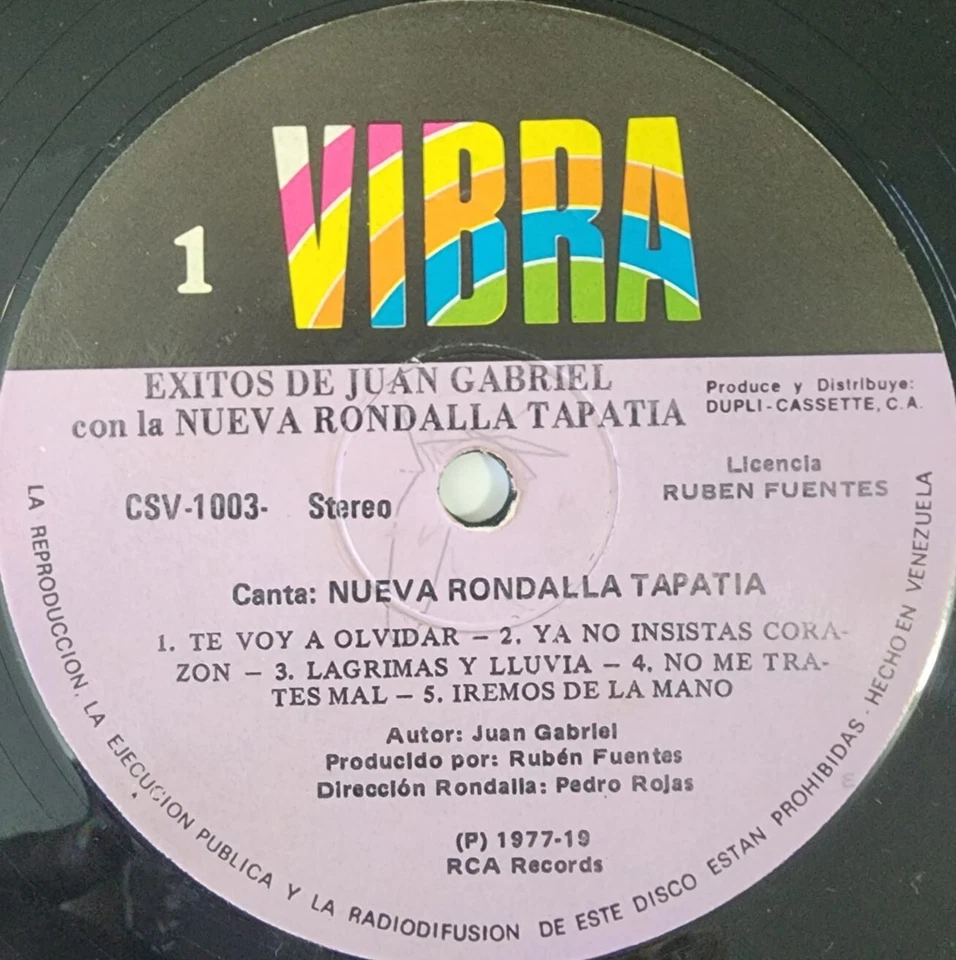 VIBRA
1
EXITOS DE JUAN GABRIEL
con la NUEVA RONDALLA TAPATIA
Produce y Distribuye:
DUPLI-CASSETTE, C.A.
Licencia
RUBEN FUENTES
CSV-1003- Stereo
Canta: NUEVA RONDALLA TAPATIA
1. TE VOY A OLVIDAR – 2. YA NO INSISTAS CORA-
ZON – 3. LAGRIMAS Y LLUVIA – 4. NO ME TRA-
TES MAL – 5. IREMOS DE LA MANO
Autor: Juan Gabriel
Producido por: Rubén Fuentes
Dirección Rondalla: Pedro Rojas
(P) 1977-19
RCA Records
LA REPRODUCCION, LA EJECUCION PUBLICA Y LA RADIODIFUSION DE ESTE DISCO ESTAN PROHIBIDAS - HECHO EN VENEZUELA